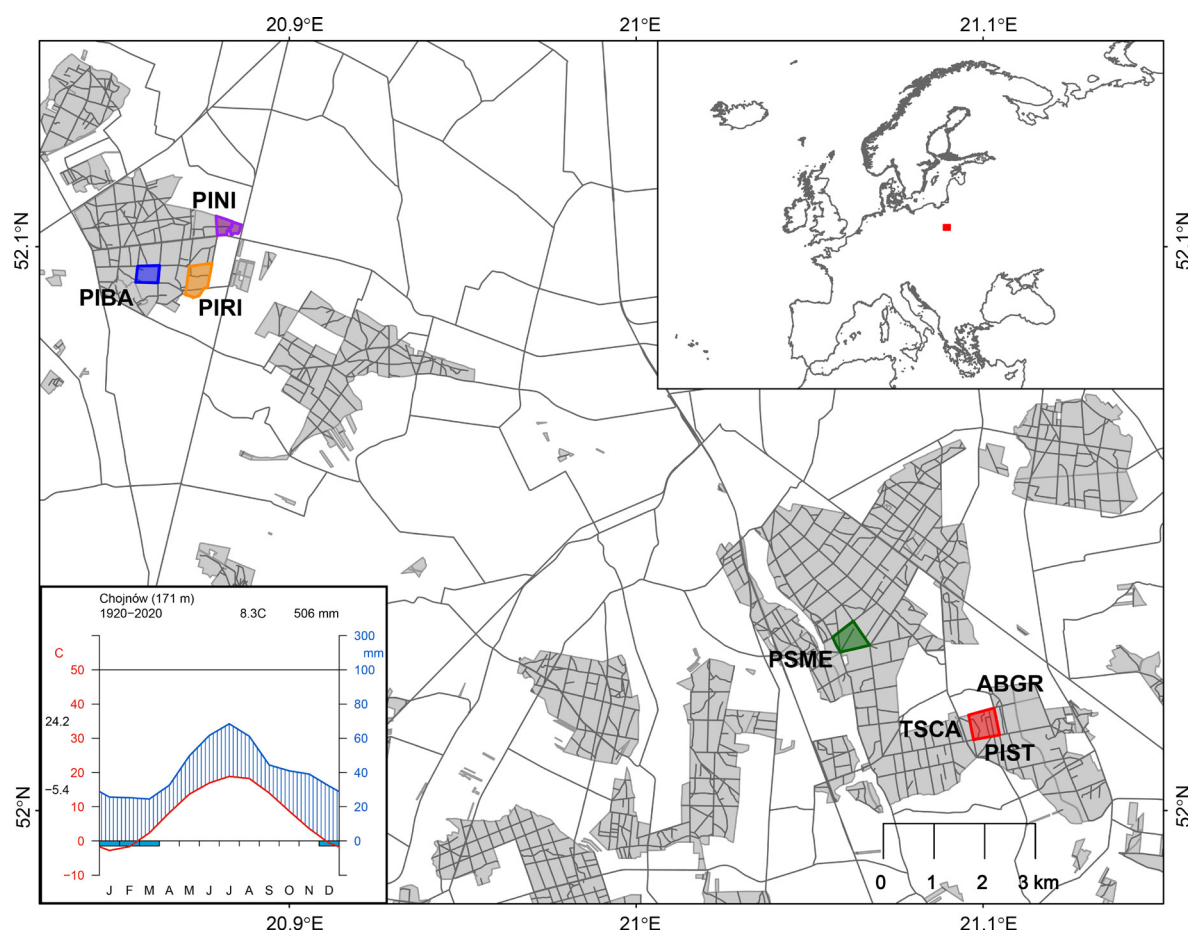 20.9°E 21°E 21.1°E
52.1°N
52.1°N
PINI
PIBA
PIRI
PSME
ABGR
TSCA
PIST
52°N
52°N
0 1 2 3 km
Chojnów (171 m)
1920−2020 8.3C 506 mm
C
300
mm
50
100
40
80
24.2
30
60
20
40
−5.4
10
20
0
0
−10
J F M A M J J A S O N D
20.9°E 21°E 21.1°E